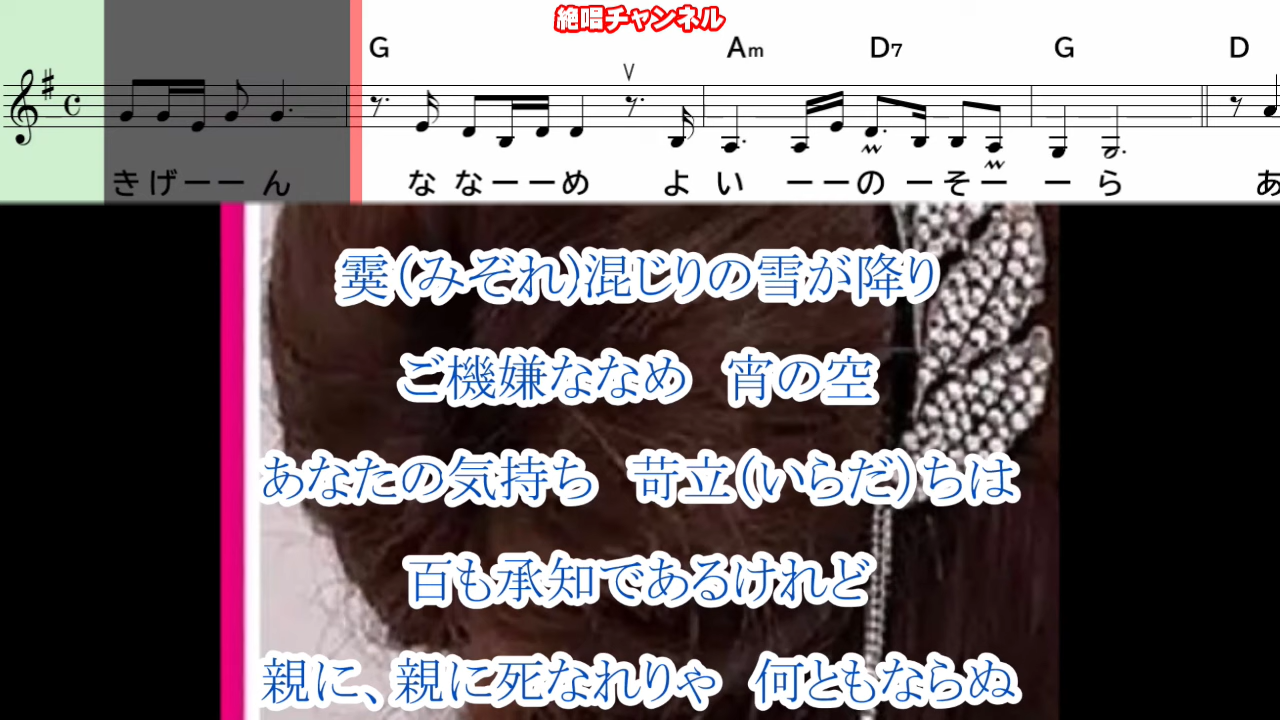 絶唱チャンネル
G Am D7 G D
きげーーん ななーーめ よい ーーのーそー ーら あ
霙(みぞれ)混じりの雪が降り
ご機嫌ななめ 宵の空
あなたの気持ち 苛立(いらだ)ちは
百も承知であるけれど
親に、親に死なれりゃ 何ともならぬ